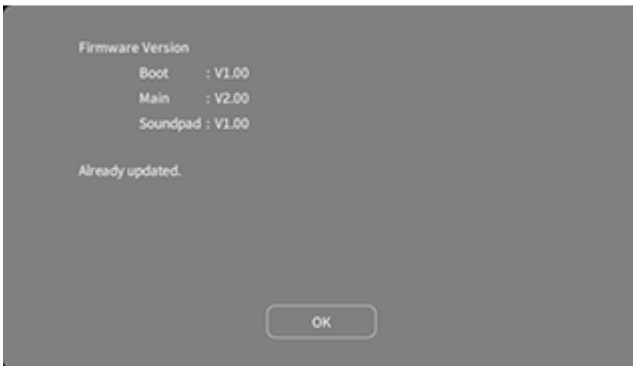 Firmware Version
Boot : V1.00
Main : V2.00
Soundpad : V1.00
Already updated.
OK